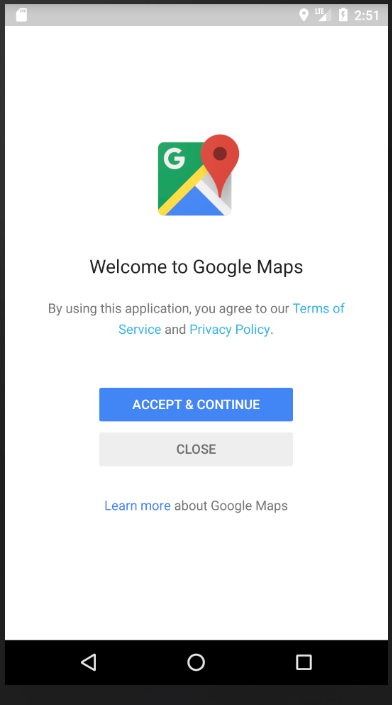 LTE 2:51
G
Welcome to Google Maps
By using this application, you agree to our Terms of
Service and Privacy Policy.
ACCEPT & CONTINUE
CLOSE
Learn more about Google Maps